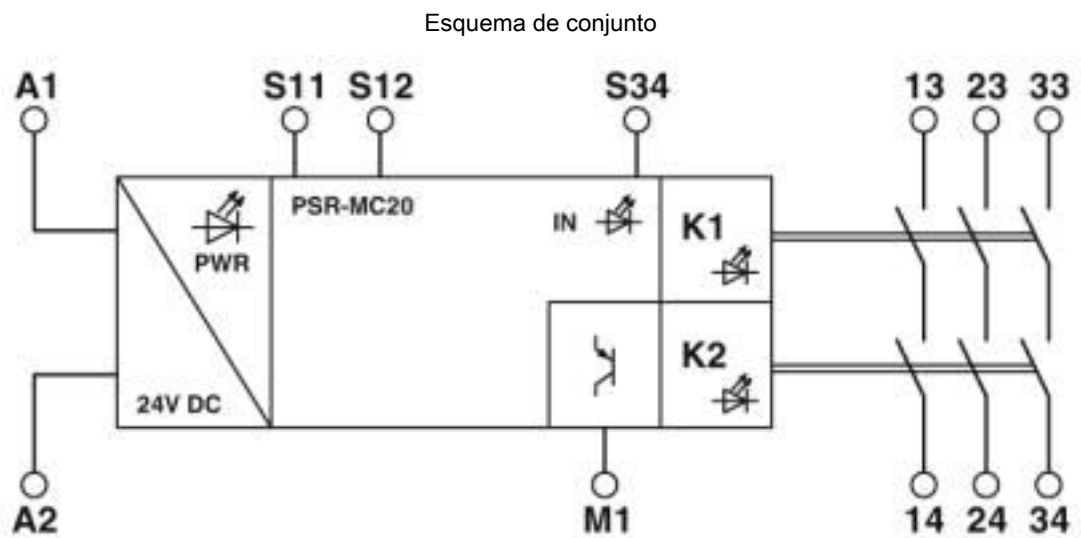 Esquema de conjunto
A1 S11 S12 S34 13 23 33
PSR-MC20
IN K1
PWR
K2
24V DC
A2 M1 14 24 34